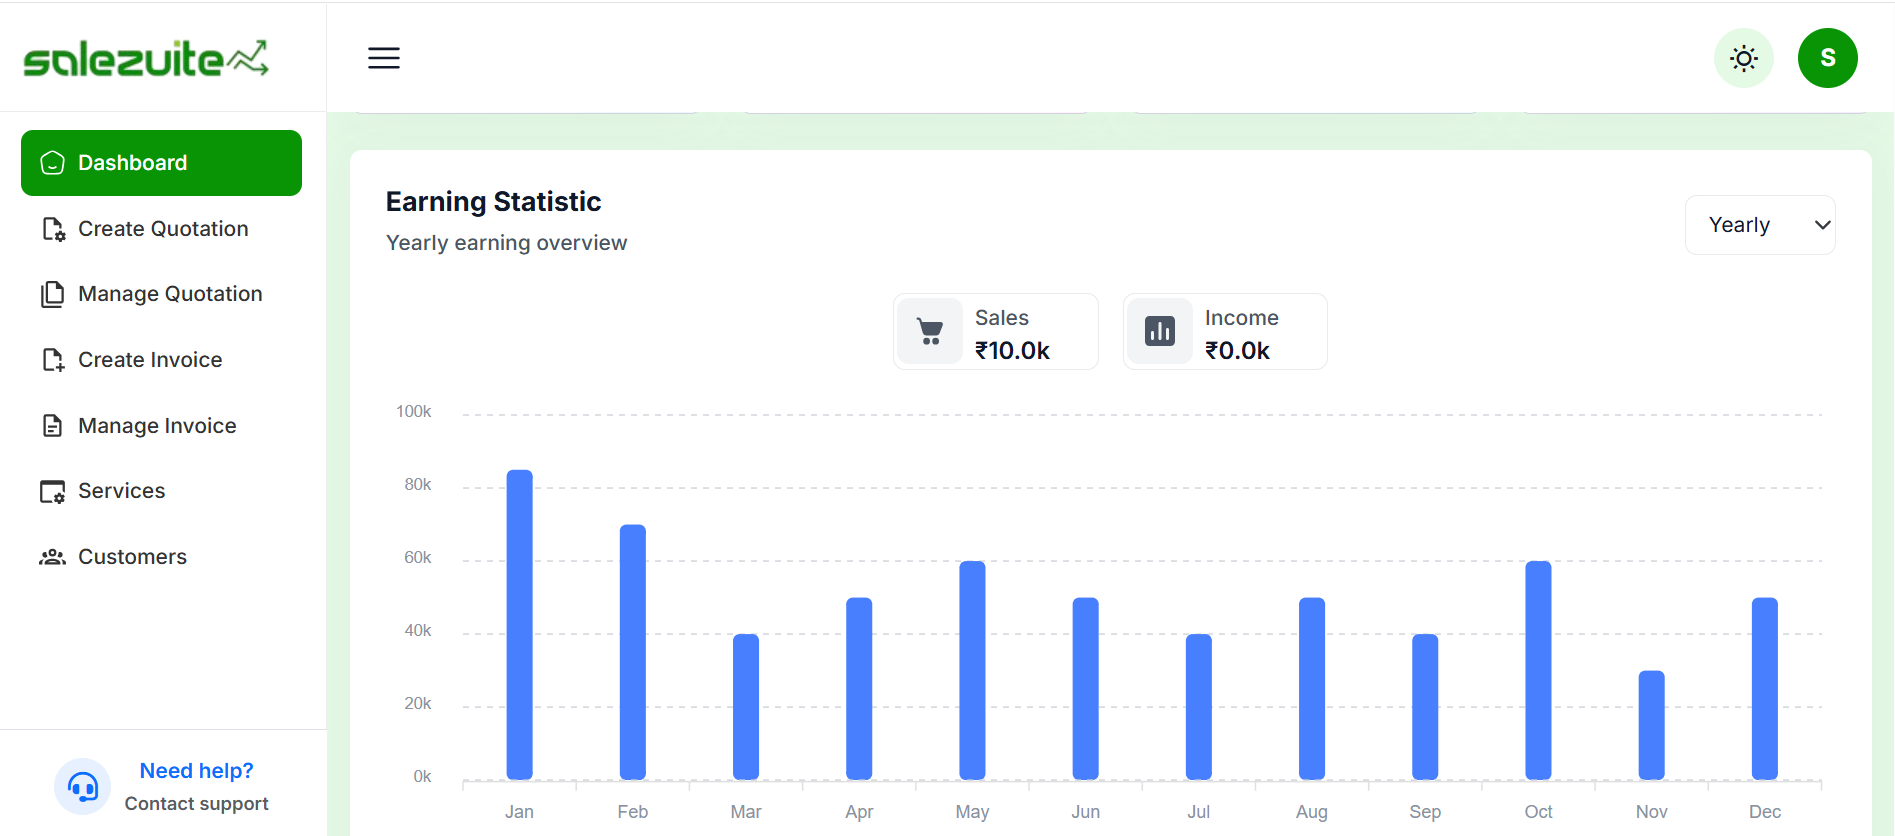 salezuite
S
Dashboard
Create Quotation
Manage Quotation
Create Invoice
Manage Invoice
Services
Customers
Need help?
Contact support
Earning Statistic
Yearly earning overview
Yearly
Sales
₹10.0k
Income
₹0.0k
100k
80k
60k
40k
20k
0k
Jan Feb Mar Apr May Jun Jul Aug Sep Oct Nov Dec